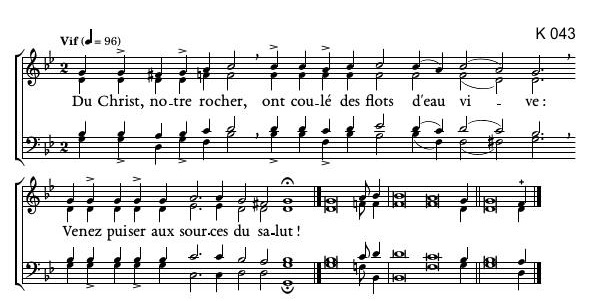 K 043
Vif (♩ = 96)
Du Christ, no-tre rocher, ont cou-lé des flots d'eau vi - ve :
Venez puiser aux sour-ces du sa-lut !